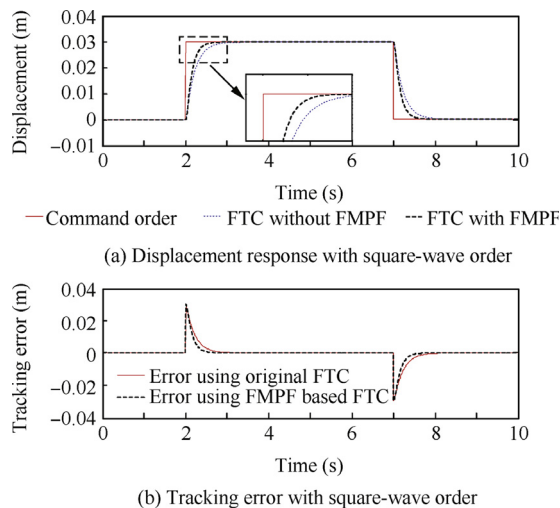 Displacement (m)
0.04
0.03
0.02
0.01
0
−0.01
0 2 4 6 8 10
Time (s)
Command order FTC without FMPF FTC with FMPF
(a) Displacement response with square-wave order
Tracking error (m)
0.04
0.02
0
−0.02
−0.04
Error using original FTC
Error using FMPF based FTC
0 2 4 6 8 10
Time (s)
(b) Tracking error with square-wave order